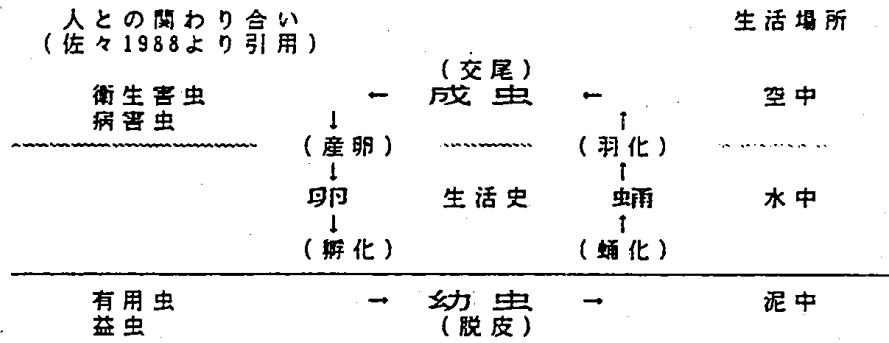 人との関わり合い 生活場所
(佐々1988より引用)
(交尾)
衛生害虫 ← 成虫 ← 空中
病害虫 ↓ ↑
(産卵) (羽化)
↓ ↑
卵 生活史 蛹 水中
↓ ↑
(孵化) (蛹化)
有用虫 → 幼虫 → 泥中
益虫 (脱皮)